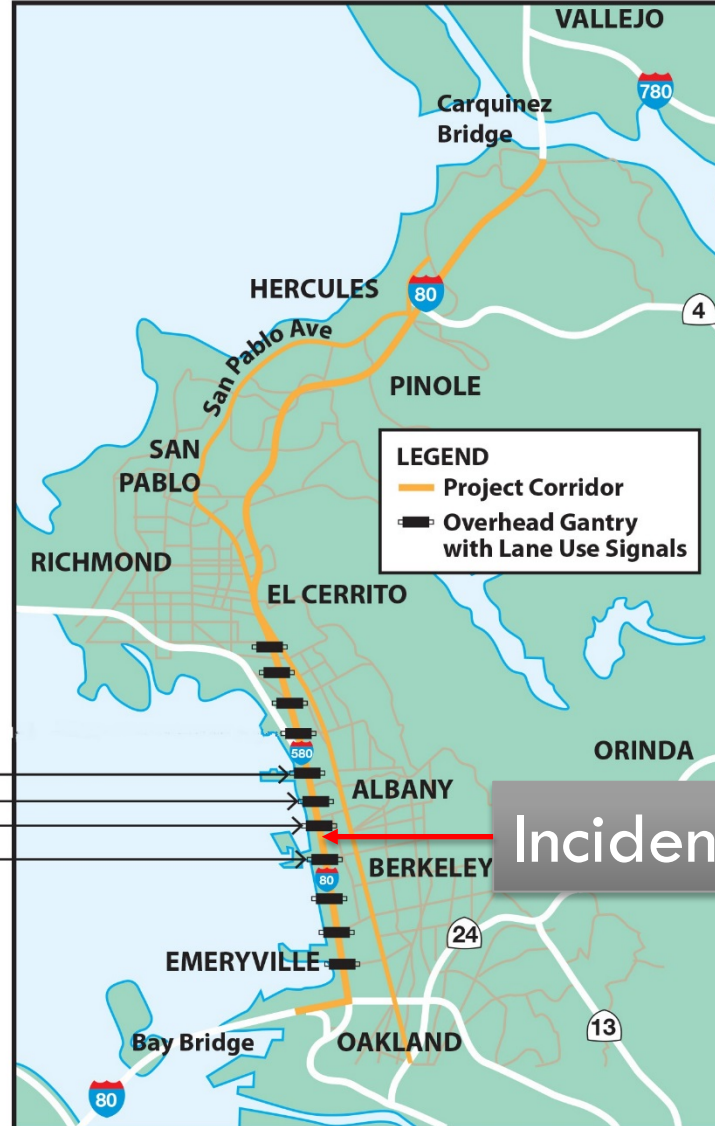 VALLEJO
780
Carquinez
Bridge
HERCULES
80
4
San Pablo Ave
PINOLE
SAN
PABLO
LEGEND
Project Corridor
Overhead Gantry
with Lane Use Signals
RICHMOND
EL CERRITO
580
ORINDA
ALBANY
Inciden
BERKELEY
80
24
EMERYVILLE
13
Bay Bridge
OAKLAND
80